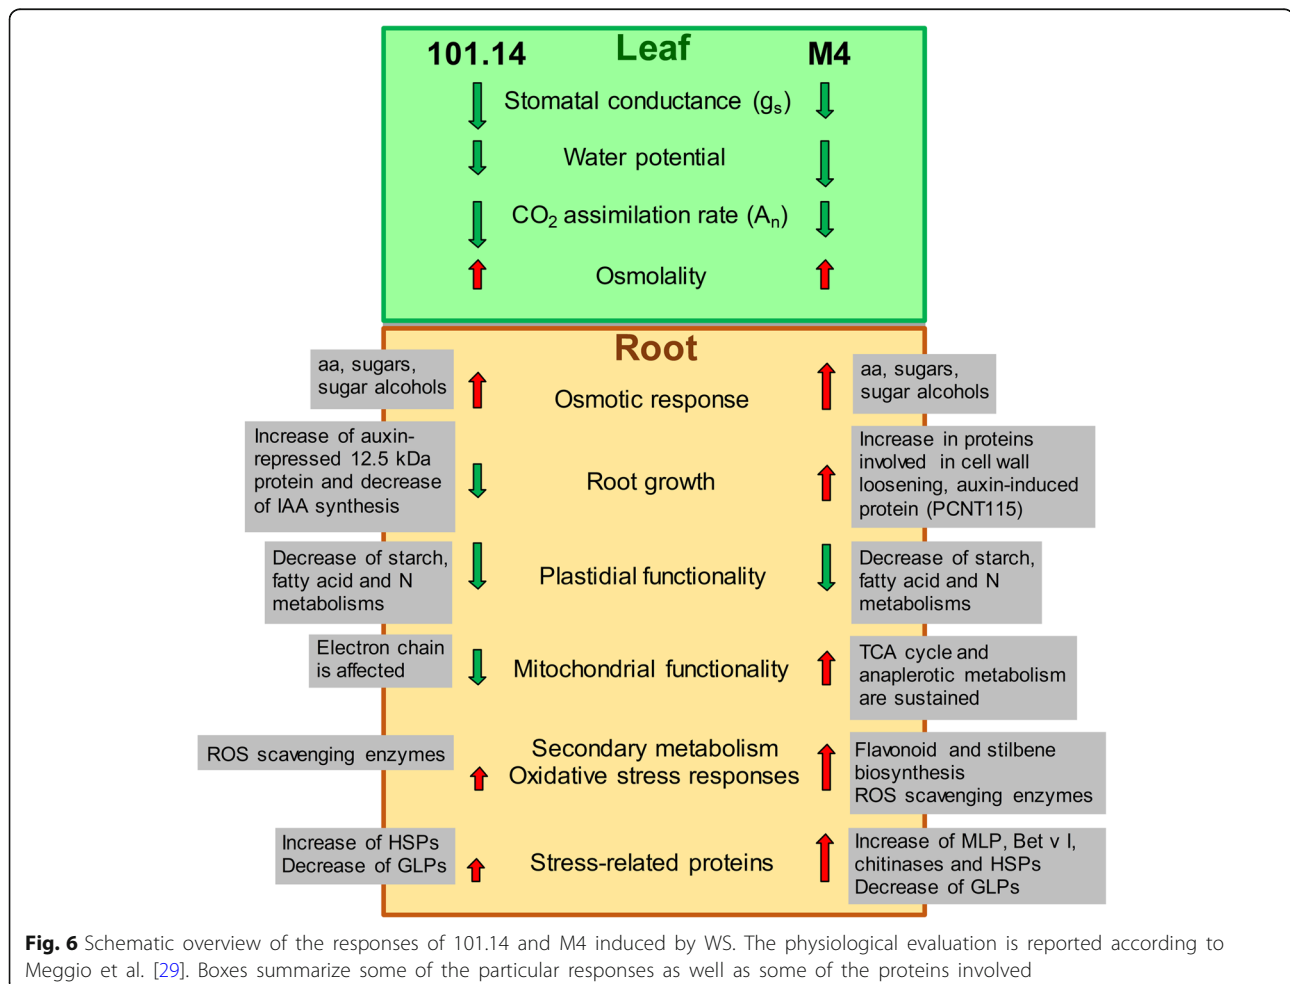 Leaf
101.14
M4
Stomatal conductance (gs)
Water potential
CO2 assimilation rate (An)
Osmolality
Root
aa, sugars,
sugar alcohols
Osmotic response
aa, sugars,
sugar alcohols
Increase of auxin-
repressed 12.5 kDa
protein and decrease
of IAA synthesis
Root growth
Increase in proteins
involved in cell wall
loosening, auxin-induced
protein (PCNT115)
Decrease of starch,
fatty acid and N
metabolisms
Plastidial functionality
Decrease of starch,
fatty acid and N
metabolisms
Electron chain
is affected
Mitochondrial functionality
TCA cycle and
anaplerotic metabolism
are sustained
ROS scavenging enzymes
Secondary metabolism
Oxidative stress responses
Flavonoid and stilbene
biosynthesis
ROS scavenging enzymes
Increase of HSPs
Decrease of GLPs
Stress-related proteins
Increase of MLP, Bet v I,
chitinases and HSPs
Decrease of GLPs
Fig. 6 Schematic overview of the responses of 101.14 and M4 induced by WS. The physiological evaluation is reported according to
Meggio et al. [29]. Boxes summarize some of the particular responses as well as some of the proteins involved